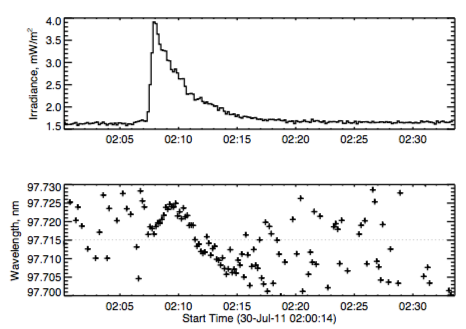 Irradiance, mW/m²
4.0
3.5
3.0
2.5
2.0
1.5
02:05 02:10 02:15 02:20 02:25 02:30
Wavelength, nm
97.730
97.720
97.715
97.710
97.705
97.700
02:05 02:10 02:15 02:20 02:25 02:30
Start Time (30-Jul-11 02:00:14)